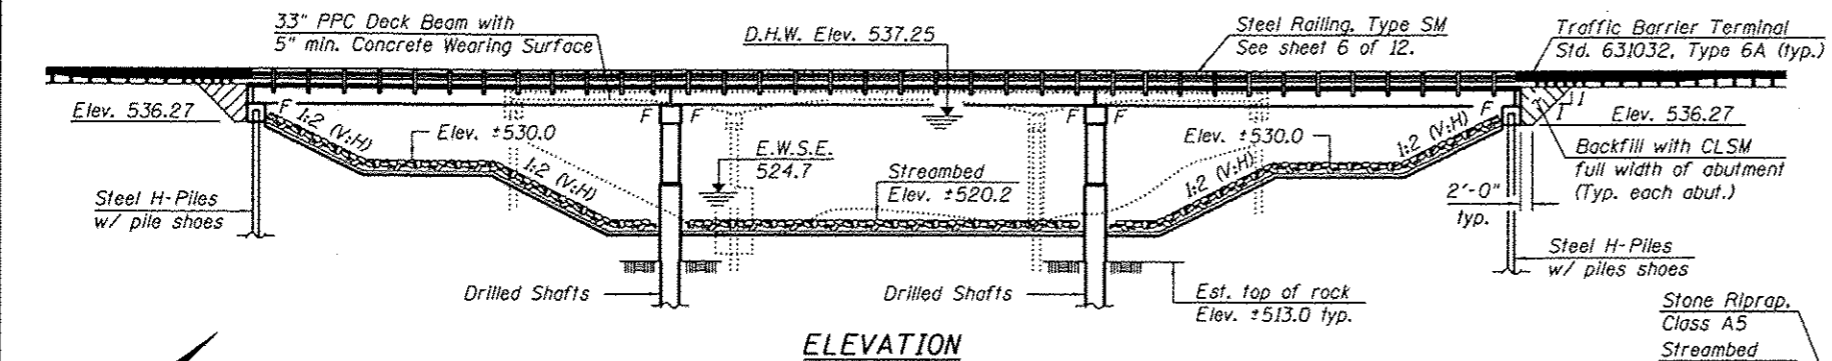 33" PPC Deck Beam with
5" min. Concrete Wearing Surface
D.H.W. Elev. 537.25
Steel Railing, Type SM
See sheet 6 of 12.
Traffic Barrier Terminal
Std. 631032, Type 6A (typ.)
Elev. 536.27
F
1:2 (V:H)
Elev. ±530.0
1:2 (V:H)
F
F
E.W.S.E.
524.7
Streambed
Elev. ±520.2
F
F
Elev. ±530.0
1:2 (V:H)
1:2 (V:H)
F
1
1
Elev. 536.27
Backfill with CLSM
full width of abutment
(Typ. each abut.)
2'-0"
typ.
Steel H-Piles
w/ pile shoes
Steel H-Piles
w/ piles shoes
Drilled Shafts
Drilled Shafts
Est. top of rock
Elev. ±513.0 typ.
Stone Riprap,
Class A5
Streambed
ELEVATION